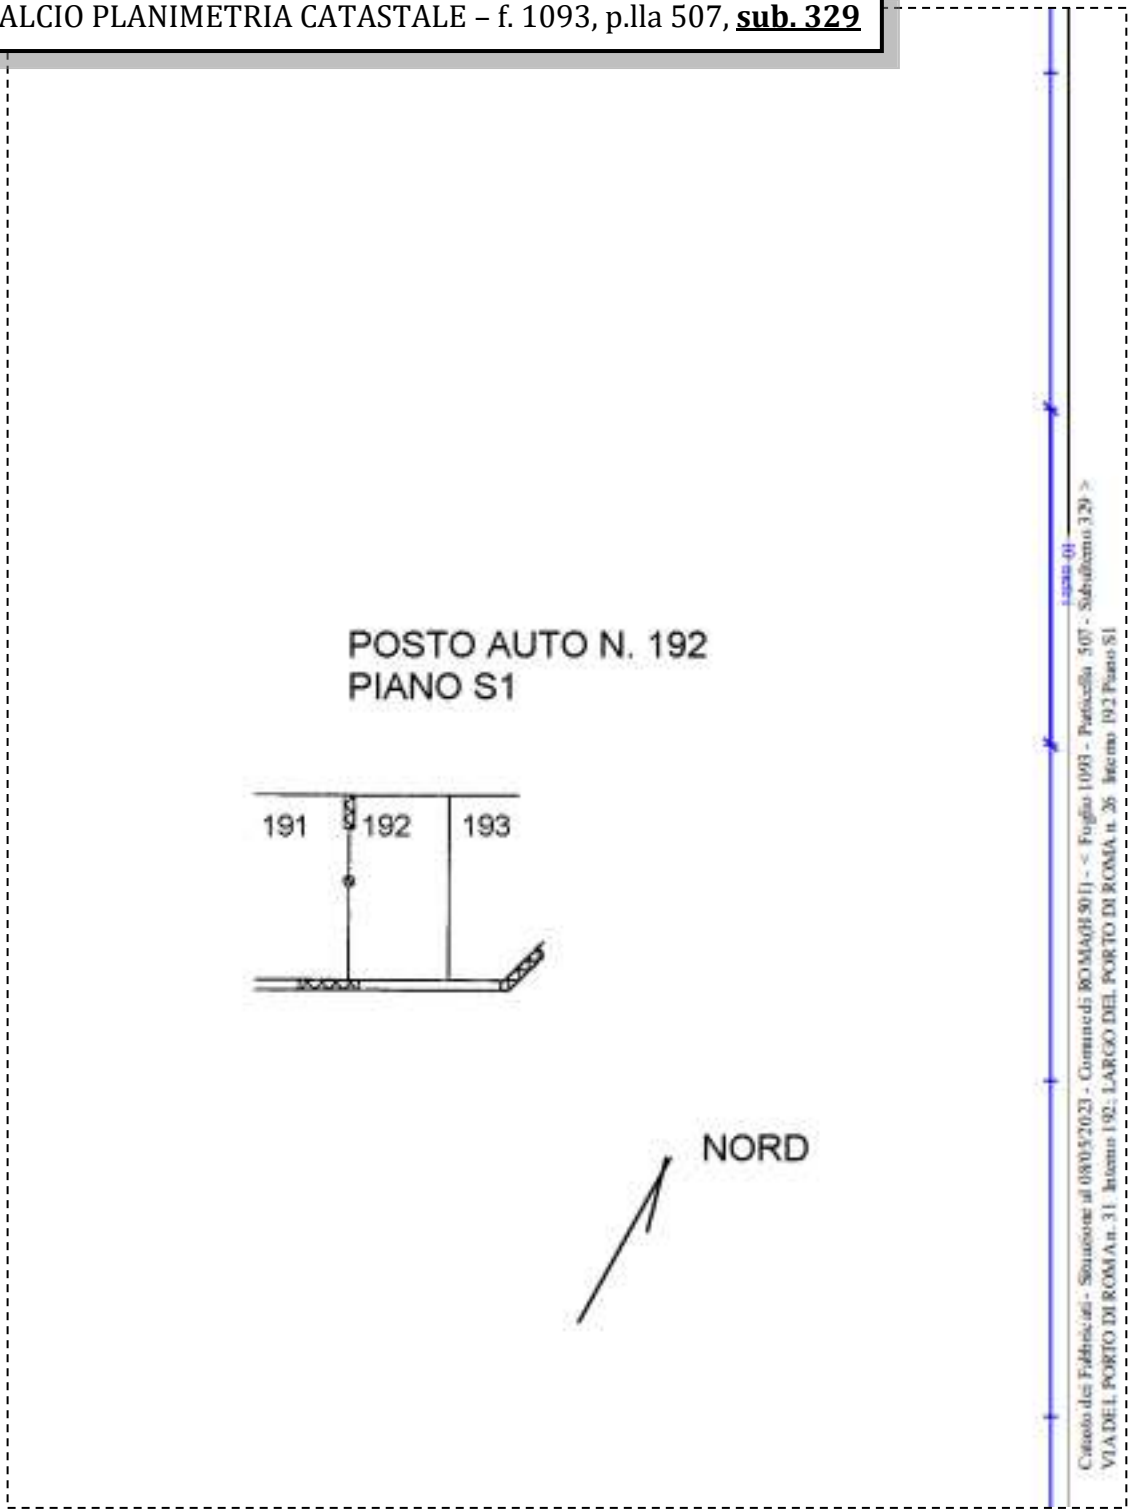 ALCIO PLANIMETRIA CATASTALE – f. 1093, p.lla 507, sub. 329
POSTO AUTO N. 192
PIANO S1
191
192
193
NORD
Catasto dei Fabbricati - Situazione al 08/05/2023 - Comune di ROMA(H501) - < Foglio 1093 - Particella 507 - Subalterno 329 >
VIA DEL PORTO DI ROMA n. 31 Interno 192; LARGO DEL PORTO DI ROMA n. 26 Interno 192 Piano S1